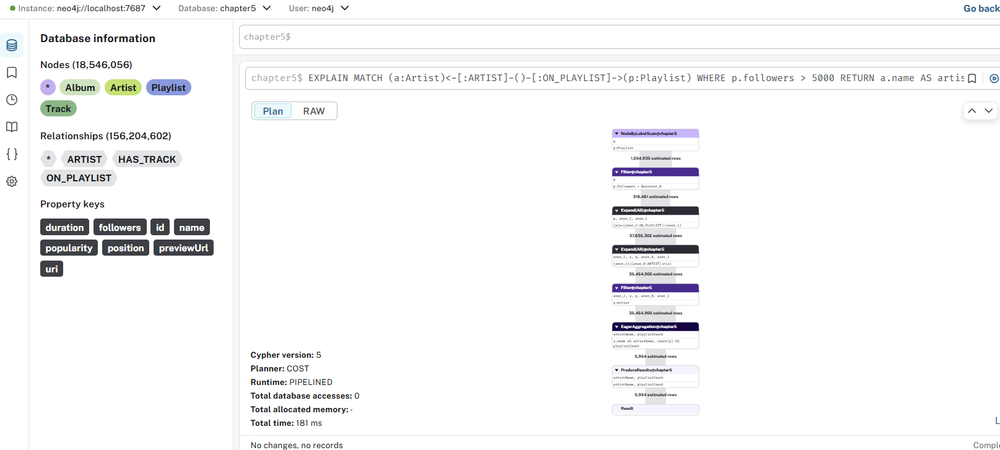 Instance: neo4j://localhost:7687 Database: chapter5 User: neo4j Go back
Database information
Nodes (18,546,056)
* Album Artist Playlist
Track
Relationships (156,204,602)
* ARTIST HAS_TRACK
ON_PLAYLIST
Property keys
duration followers id name
popularity position previewUrl
uri
chapter5$
chapter5$ EXPLAIN MATCH (a:Artist)<-[:ARTIST]-()-[:ON_PLAYLIST]->(p:Playlist) WHERE p.followers > 5000 RETURN a.name AS artis
Plan RAW
NodeByLabelScan@chapter5
p
p:Playlist
1,054,935 estimated rows
Filter@chapter5
p
p.followers > $autoint_0
316,481 estimated rows
Expand(All)@chapter5
p, anon_2, anon_1
(p)<-[anon_2:ON_PLAYLIST]-(anon_1)
37,635,302 estimated rows
Expand(All)@chapter5
anon_2, a, p, anon_0, anon_1
(anon_1)-[anon_0:ARTIST]->(a)
35,454,900 estimated rows
Filter@chapter5
anon_2, a, p, anon_0, anon_1
a:Artist
35,454,900 estimated rows
EagerAggregation@chapter5
artistName, playlistCount
a.name AS artistName, count(p) AS
playlistCount
5,954 estimated rows
ProduceResults@chapter5
artistName, playlistCount
artistName, playlistCount
5,954 estimated rows
Result
Cypher version: 5
Planner: COST
Runtime: PIPELINED
Total database accesses: 0
Total allocated memory: -
Total time: 181 ms
L
No changes, no records
Comple